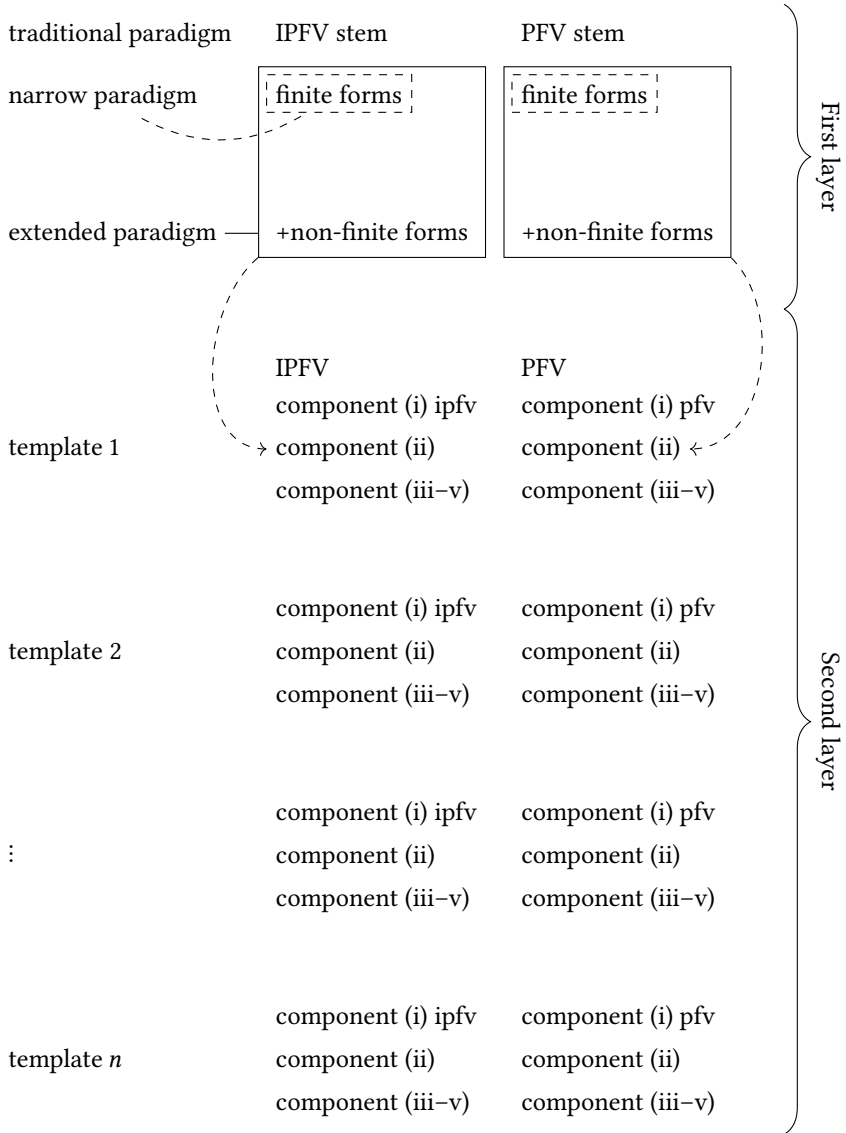 traditional paradigm IPFV stem PFV stem
narrow paradigm finite forms finite forms
First layer
extended paradigm +non-finite forms +non-finite forms
IPFV PFV
component (i) ipfv component (i) pfv
template 1 component (ii) component (ii)
component (iii–v) component (iii–v)
component (i) ipfv component (i) pfv
template 2 component (ii) component (ii)
component (iii–v) component (iii–v)
Second layer
component (i) ipfv component (i) pfv
⋮ component (ii) component (ii)
component (iii–v) component (iii–v)
component (i) ipfv component (i) pfv
template n component (ii) component (ii)
component (iii–v) component (iii–v)